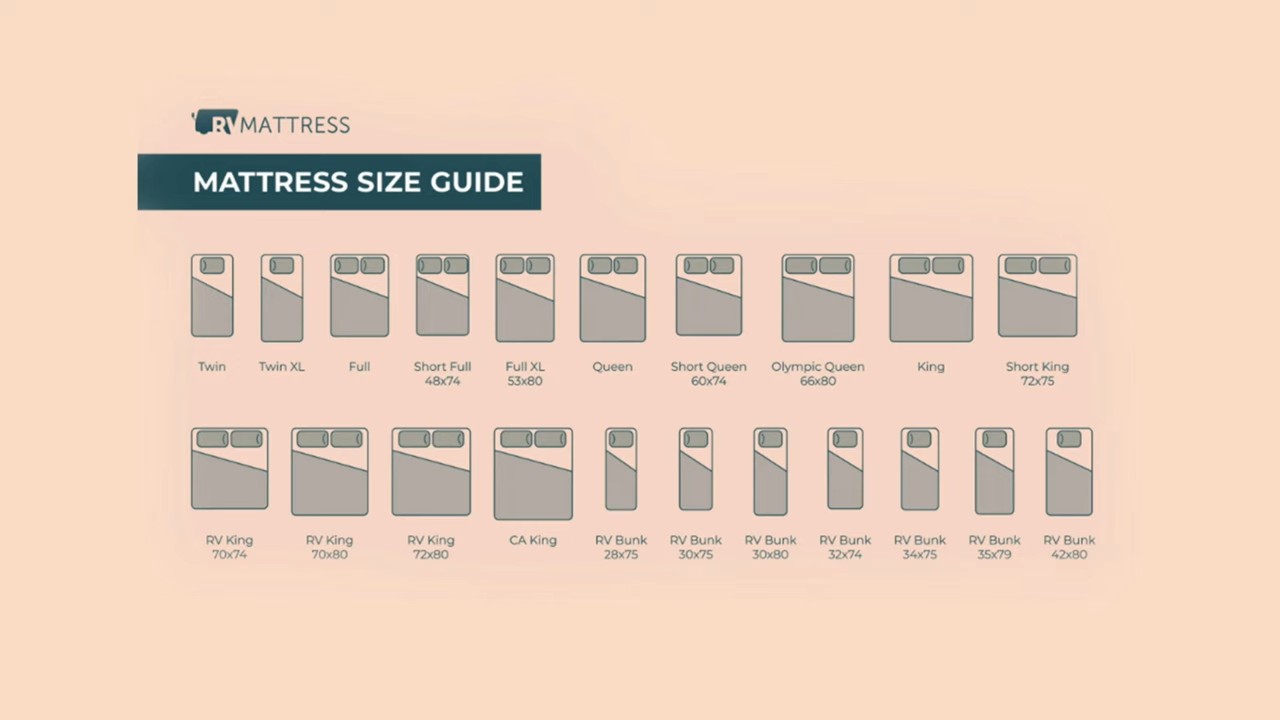 RVMATTRESS
MATTRESS SIZE GUIDE
Twin
Twin XL
Full
Short Full
48x74
Full XL
53x80
Queen
Short Queen
60x74
Olympic Queen
66x80
King
Short King
72x75
RV King
70x74
RV King
70x80
RV King
72x80
CA King
RV Bunk
28x75
RV Bunk
30x75
RV Bunk
30x80
RV Bunk
32x74
RV Bunk
34x75
RV Bunk
35x79
RV Bunk
42x80